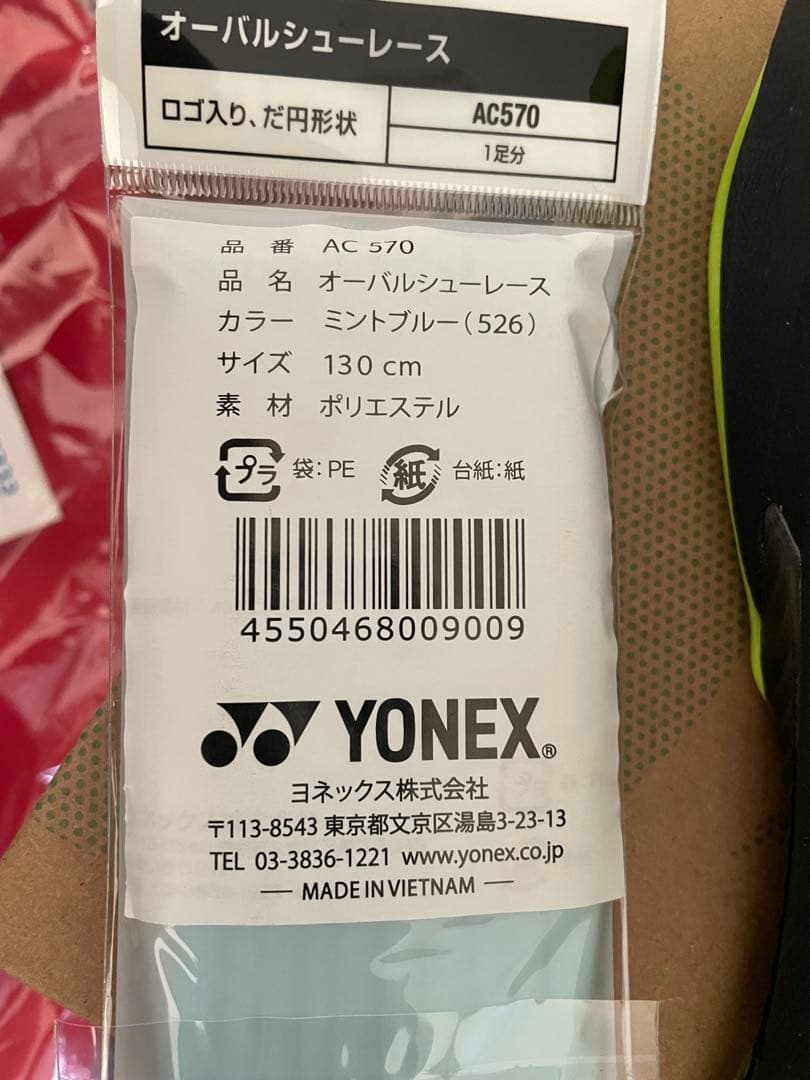 オーバルシューレース
ロゴ入り、だ円形状
AC570
1足分
品 番 AC 570
品 名 オーバルシューレース
カラー ミントブルー(526)
サイズ 130 cm
素 材 ポリエステル
プラ 袋:PE 紙 台紙:紙
4550468009009
YONEX®
ヨネックス株式会社
〒113-8543 東京都文京区湯島3-23-13
TEL 03-3836-1221 www.yonex.co.jp
MADE IN VIETNAM